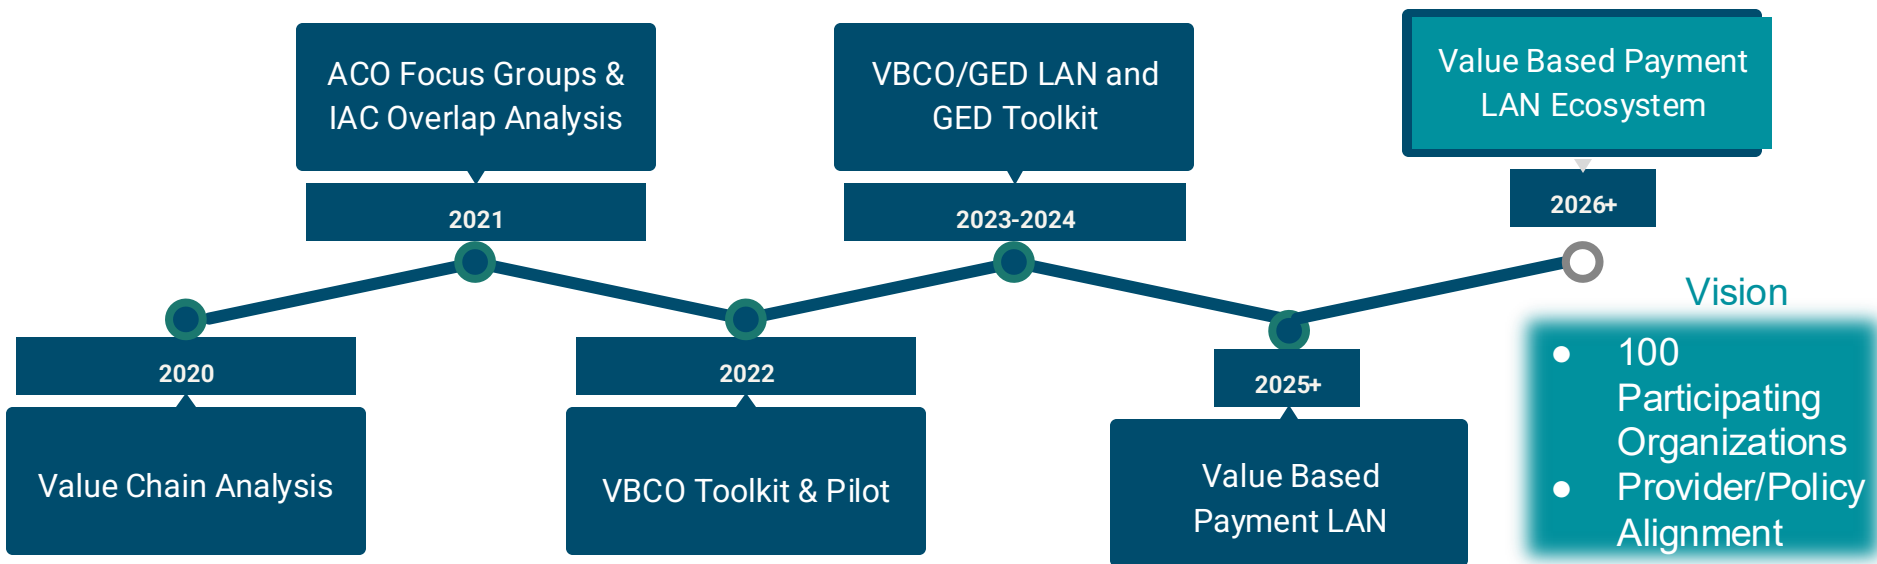 ACO Focus Groups &
IAC Overlap Analysis
2021
VBCO/GED LAN and
GED Toolkit
2023-2024
Value Based Payment
LAN Ecosystem
2026+
2020
Value Chain Analysis
2022
VBCO Toolkit & Pilot
2025+
Value Based
Payment LAN
Vision
● 100
Participating
Organizations
● Provider/Policy
Alignment